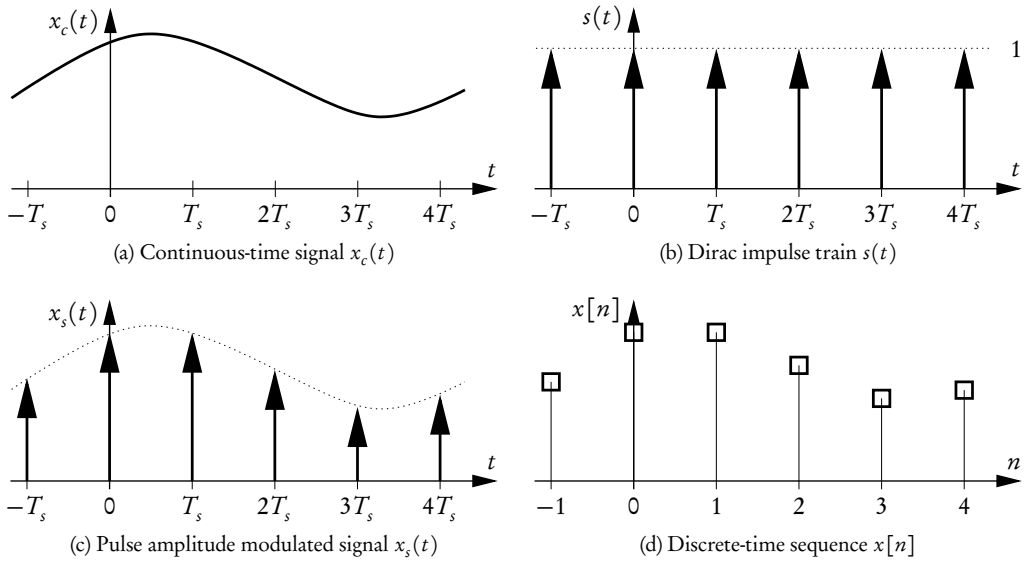 x_c(t)
t
−T_s 0 T_s 2T_s 3T_s 4T_s
(a) Continuous-time signal x_c(t)
s(t)
1
t
−T_s 0 T_s 2T_s 3T_s 4T_s
(b) Dirac impulse train s(t)
x_s(t)
t
−T_s 0 T_s 2T_s 3T_s 4T_s
(c) Pulse amplitude modulated signal x_s(t)
x[n]
n
−1 0 1 2 3 4
(d) Discrete-time sequence x[n]